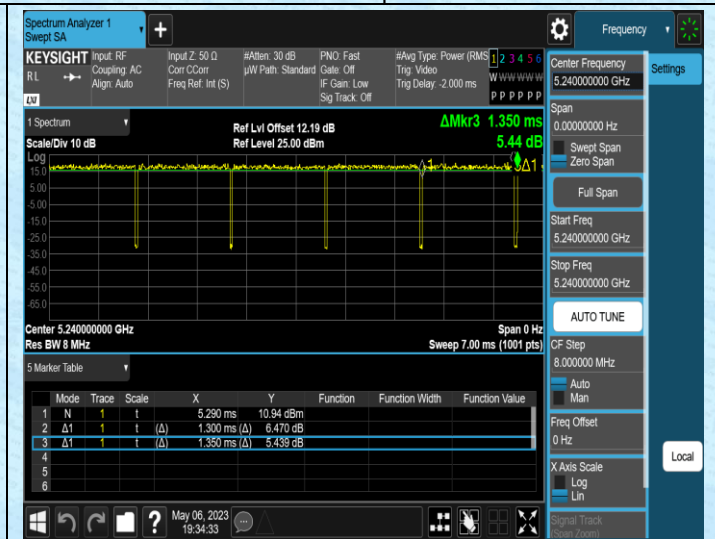 Spectrum Analyzer 1
Swept SA
+
Frequency
KEYSIGHT
RL
LXI
Input: RF
Coupling: AC
Align: Auto
Input Z: 50 Ω
Corr CCorr
Freq Ref: Int (S)
#Atten: 30 dB
µW Path: Standard
PNO: Fast
Gate: Off
IF Gain: Low
Sig Track: Off
#Avg Type: Power (RMS
Trig: Video
Trig Delay: -2.000 ms
1 2 3 4 5 6
W W W W W W
P P P P P P
1 Spectrum
Scale/Div 10 dB
Ref Lvl Offset 12.19 dB
Ref Level 25.00 dBm
ΔMkr3 1.350 ms
5.44 dB
Log
15.0
5.00
-5.00
-15.0
-25.0
-35.0
-45.0
-55.0
-65.0
1
3Δ1
Center 5.240000000 GHz
Res BW 8 MHz
Span 0 Hz
Sweep 7.00 ms (1001 pts)
5 Marker Table
Mode Trace Scale X Y Function Function Width Function Value
1 N 1 t 5.290 ms 10.94 dBm
2 Δ1 1 t (Δ) 1.300 ms (Δ) 6.470 dB
3 Δ1 1 t (Δ) 1.350 ms (Δ) 5.439 dB
4
5
6
May 06, 2023
19:34:33
?
Center Frequency
5.240000000 GHz
Span
0.00000000 Hz
Swept Span
Zero Span
Full Span
Start Freq
5.240000000 GHz
Stop Freq
5.240000000 GHz
AUTO TUNE
CF Step
8.000000 MHz
Auto
Man
Freq Offset
0 Hz
X Axis Scale
Log
Lin
Signal Track
(Span Zoom)
Settings
Local